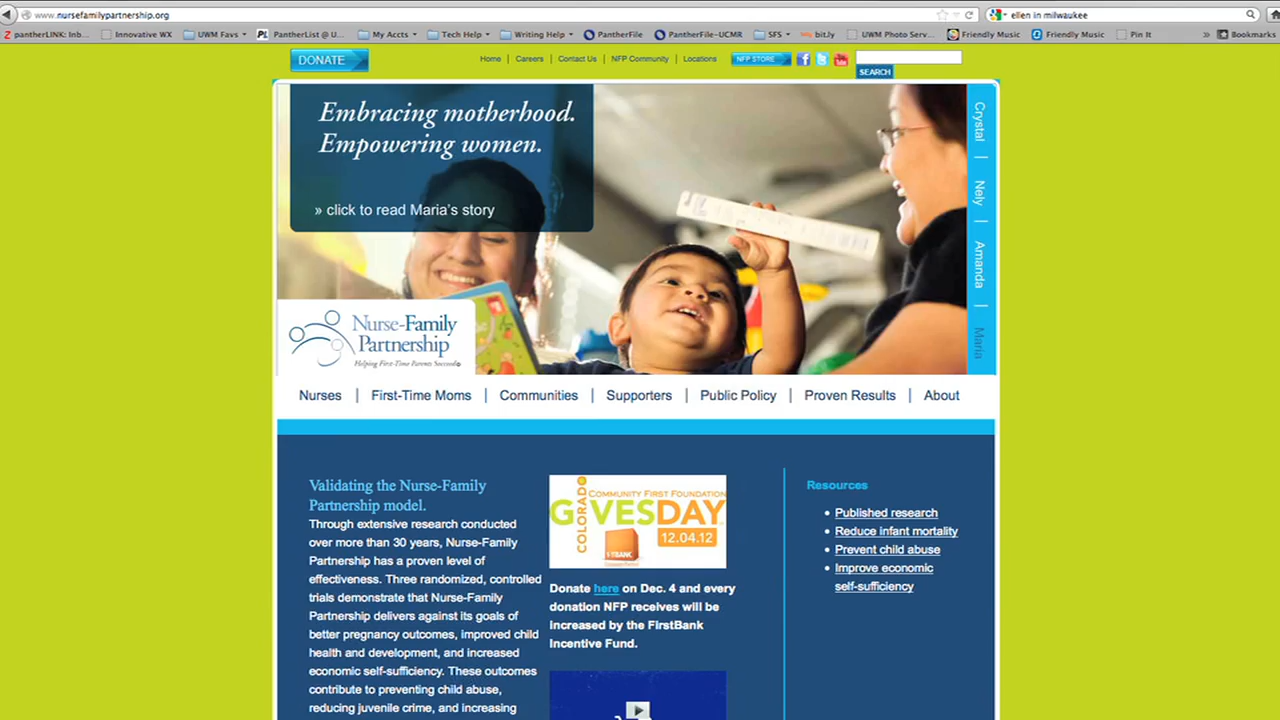 www.nursefamilypartnership.org
ellen in milwaukee
pantherLINK: Inb... Innovative WX UWM Favs PantherList @ U... My Accts Tech Help Writing Help PantherFile PantherFile-UCMR SFS bit.ly UWM Photo Serv... Friendly Music Friendly Music Pin It » Bookmarks
DONATE
Home | Careers | Contact Us | NFP Community | Locations
NFP STORE
SEARCH
Embracing motherhood.
Empowering women.
» click to read Maria's story
Crystal | Nely | Amanda | Maria
Nurse-Family
Partnership
Helping First-Time Parents Succeed
Nurses | First-Time Moms | Communities | Supporters | Public Policy | Proven Results | About
Validating the Nurse-Family
Partnership model.
Through extensive research conducted
over more than 30 years, Nurse-Family
Partnership has a proven level of
effectiveness. Three randomized, controlled
trials demonstrate that Nurse-Family
Partnership delivers against its goals of
better pregnancy outcomes, improved child
health and development, and increased
economic self-sufficiency. These outcomes
contribute to preventing child abuse,
reducing juvenile crime, and increasing
COMMUNITY FIRST FOUNDATION
COLORADO
GIVESDAY
12.04.12
1STBANK
Donate here on Dec. 4 and every
donation NFP receives will be
increased by the FirstBank
Incentive Fund.
Resources
• Published research
• Reduce infant mortality
• Prevent child abuse
• Improve economic
self-sufficiency